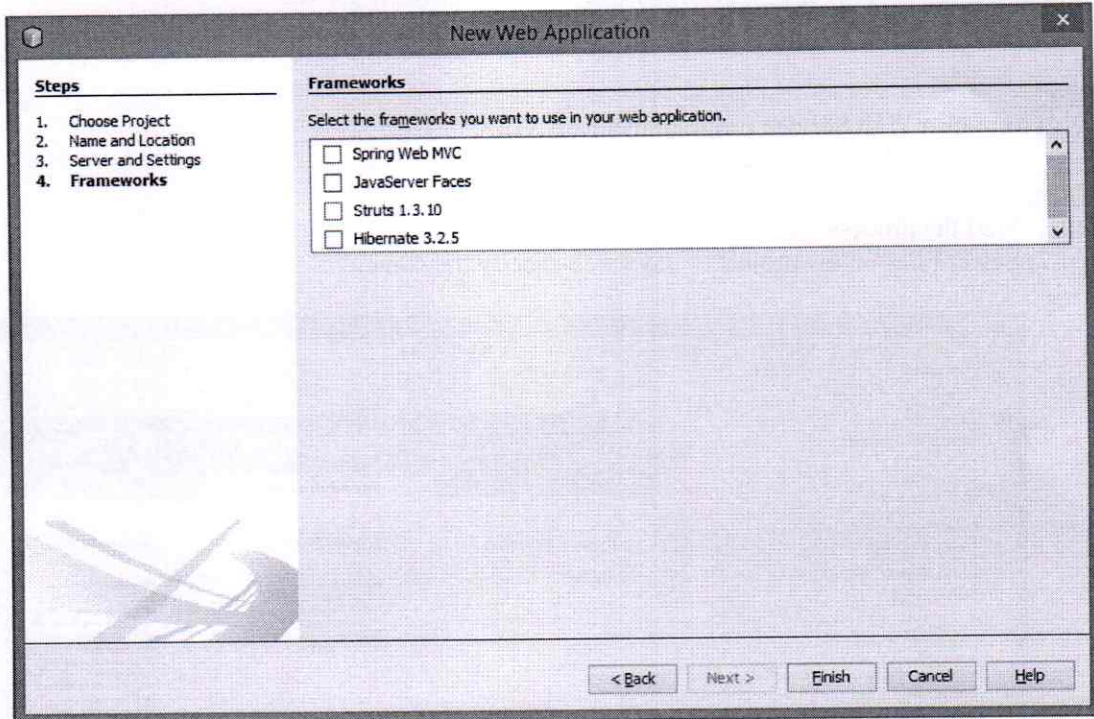 New Web Application
Steps
1. Choose Project
2. Name and Location
3. Server and Settings
4. Frameworks
Frameworks
Select the frameworks you want to use in your web application.
Spring Web MVC
JavaServer Faces
Struts 1.3.10
Hibernate 3.2.5
< Back
Next >
Finish
Cancel
Help